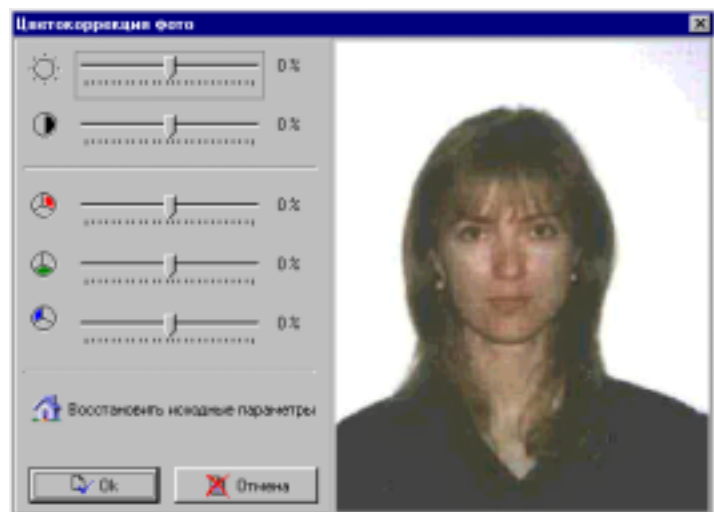 Цветокоррекция фото
0%
0%
0%
0%
0%
Восстановить исходные параметры
Ok
Отмена